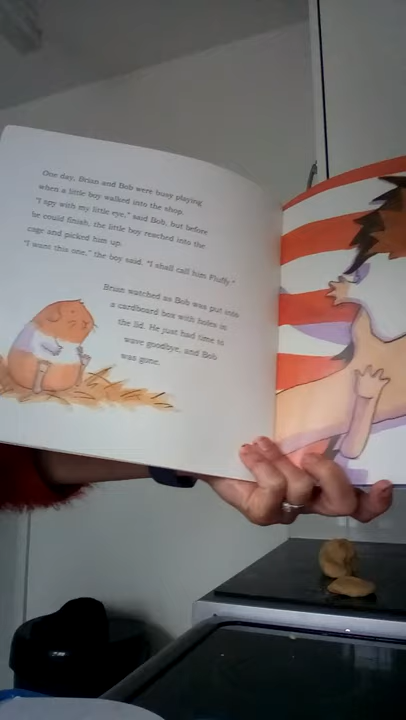 One day, Brian and Bob were busy playing
when a little boy walked into the shop.
"I spy with my little eye," said Bob, but before
he could finish, the little boy reached into the
cage and picked him up.
"I want this one," the boy said. "I shall call him Fluffy."
Brian watched as Bob was put into
a cardboard box with holes in
the lid. He just had time to
wave goodbye, and Bob
was gone.